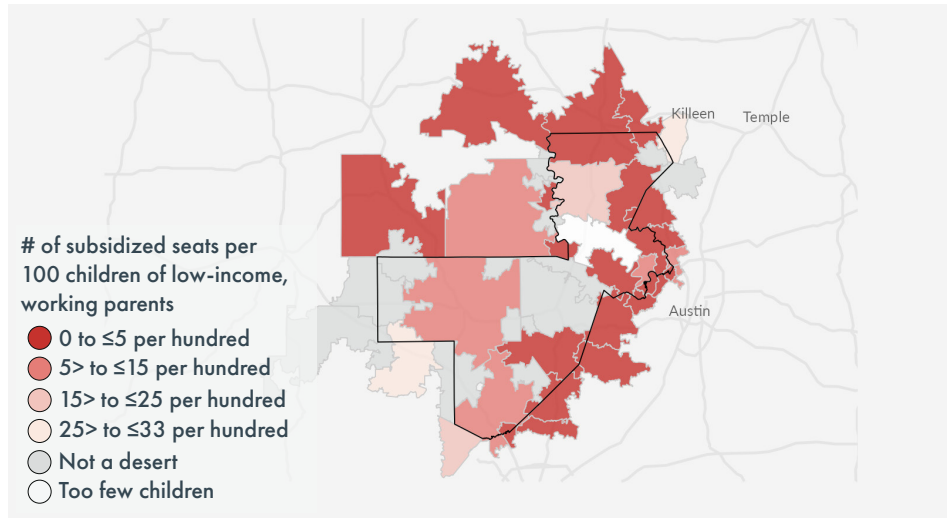 Killeen
Temple
# of subsidized seats per
100 children of low-income,
working parents
0 to ≤5 per hundred
5> to ≤15 per hundred
15> to ≤25 per hundred
25> to ≤33 per hundred
Not a desert
Too few children
Austin